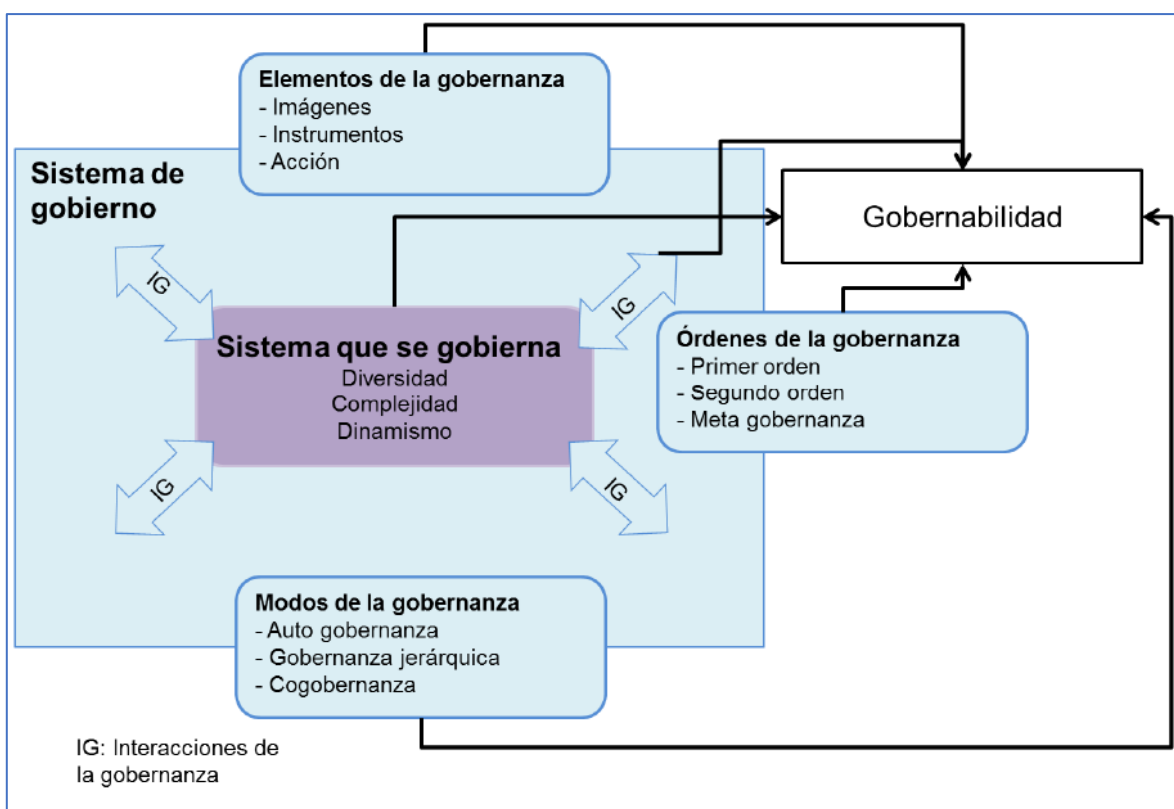 Elementos de la gobernanza
- Imágenes
- Instrumentos
- Acción
Sistema de
gobierno
Gobernabilidad
IG
IG
Sistema que se gobierna
Diversidad
Complejidad
Dinamismo
Órdenes de la gobernanza
- Primer orden
- Segundo orden
- Meta gobernanza
IG
IG
Modos de la gobernanza
- Auto gobernanza
- Gobernanza jerárquica
- Cogobernanza
IG: Interacciones de
la gobernanza